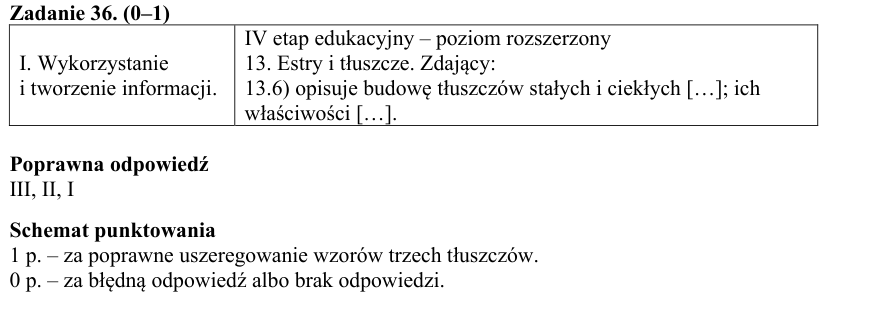 Zadanie 36. (0–1)
I. Wykorzystanie
i tworzenie informacji.
IV etap edukacyjny – poziom rozszerzony
13. Estry i tłuszcze. Zdający:
13.6) opisuje budowę tłuszczów stałych i ciekłych […]; ich
właściwości […].
Poprawna odpowiedź
III, II, I
Schemat punktowania
1 p. – za poprawne uszeregowanie wzorów trzech tłuszczów.
0 p. – za błędną odpowiedź albo brak odpowiedzi.